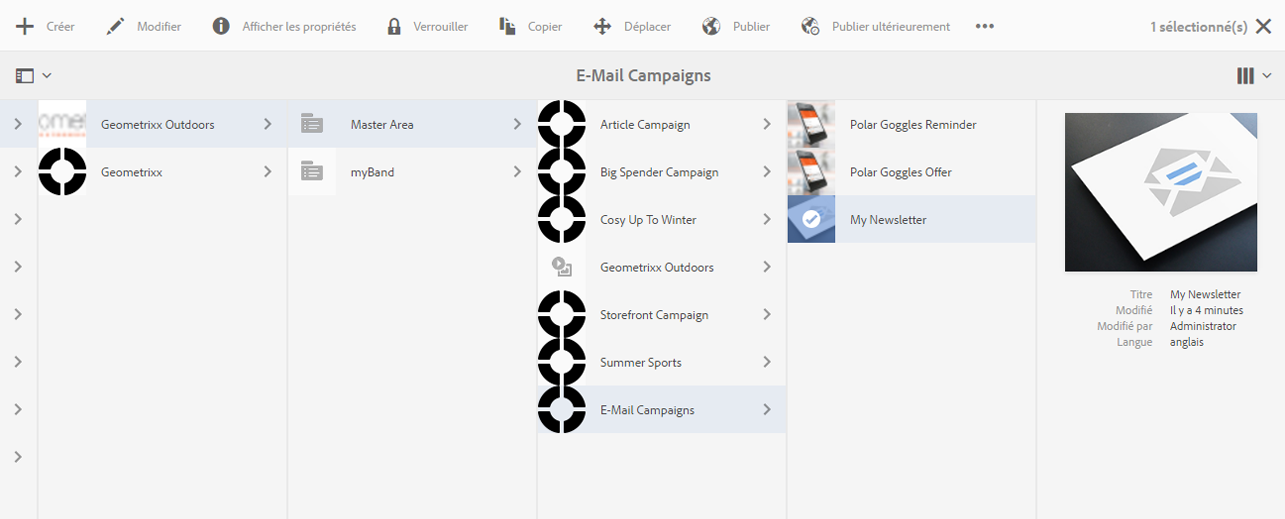 Créer Modifier Afficher les propriétés Verrouiller Copier Déplacer Publier Publier ultérieurement 1 sélectionné(s)
E-Mail Campaigns
Geometrixx Outdoors
Geometrixx
Master Area
myBand
Article Campaign
Big Spender Campaign
Cosy Up To Winter
Geometrixx Outdoors
Storefront Campaign
Summer Sports
E-Mail Campaigns
Polar Goggles Reminder
Polar Goggles Offer
My Newsletter
Titre My Newsletter
Modifié Il y a 4 minutes
Modifié par Administrator
Langue anglais